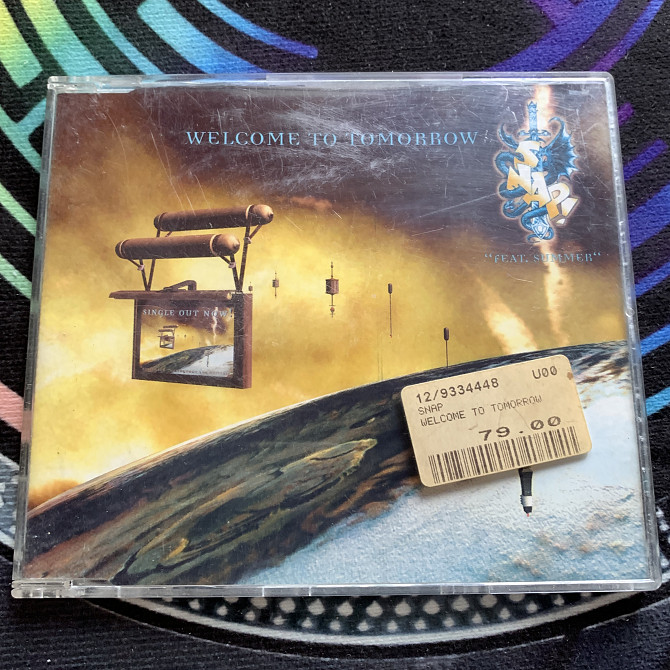 WELCOME TO TOMORROW
SNAP!
"FEAT. SUMMER"
SINGLE OUT NOW!
12/9334448 U00
SNAP
WELCOME TO TOMORROW
79.00